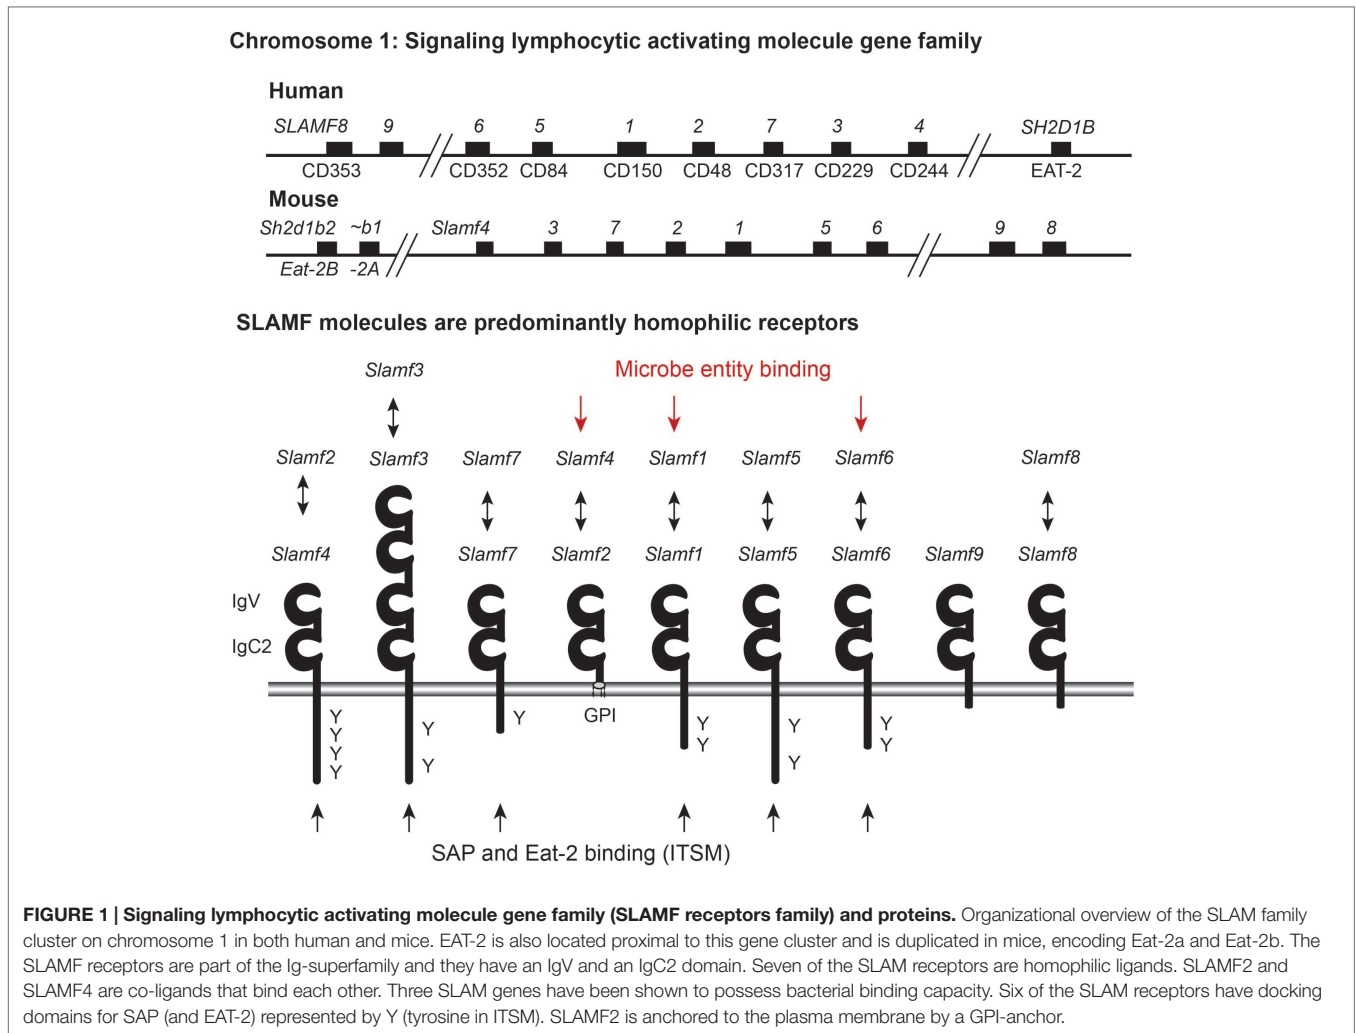 Chromosome 1: Signaling lymphocytic activating molecule gene family
Human
SLAMF8 9 6 5 1 2 7 3 4 SH2D1B
CD353 CD352 CD84 CD150 CD48 CD317 CD229 CD244 EAT-2
Mouse
Sh2d1b2 ~b1 Slamf4 3 7 2 1 5 6 9 8
Eat-2B -2A
SLAMF molecules are predominantly homophilic receptors
Slamf3 Microbe entity binding
Slamf2 Slamf3 Slamf7 Slamf4 Slamf1 Slamf5 Slamf6 Slamf8
Slamf4 Slamf7 Slamf2 Slamf1 Slamf5 Slamf6 Slamf9 Slamf8
IgV
IgC2
Y Y Y GPI Y Y Y
Y Y Y
Y Y Y
Y
SAP and Eat-2 binding (ITSM)
FIGURE 1 | Signaling lymphocytic activating molecule gene family (SLAMF receptors family) and proteins. Organizational overview of the SLAM family
cluster on chromosome 1 in both human and mice. EAT-2 is also located proximal to this gene cluster and is duplicated in mice, encoding Eat-2a and Eat-2b. The
SLAMF receptors are part of the Ig-superfamily and they have an IgV and an IgC2 domain. Seven of the SLAM receptors are homophilic ligands. SLAMF2 and
SLAMF4 are co-ligands that bind each other. Three SLAM genes have been shown to possess bacterial binding capacity. Six of the SLAM receptors have docking
domains for SAP (and EAT-2) represented by Y (tyrosine in ITSM). SLAMF2 is anchored to the plasma membrane by a GPI-anchor.